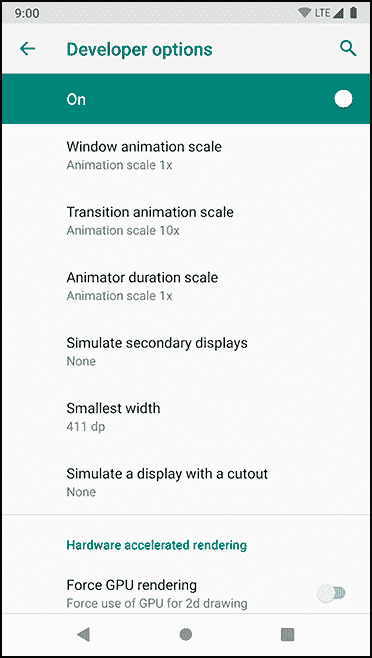 9:00 LTE
Developer options
On
Window animation scale
Animation scale 1x
Transition animation scale
Animation scale 10x
Animator duration scale
Animation scale 1x
Simulate secondary displays
None
Smallest width
411 dp
Simulate a display with a cutout
None
Hardware accelerated rendering
Force GPU rendering
Force use of GPU for 2d drawing